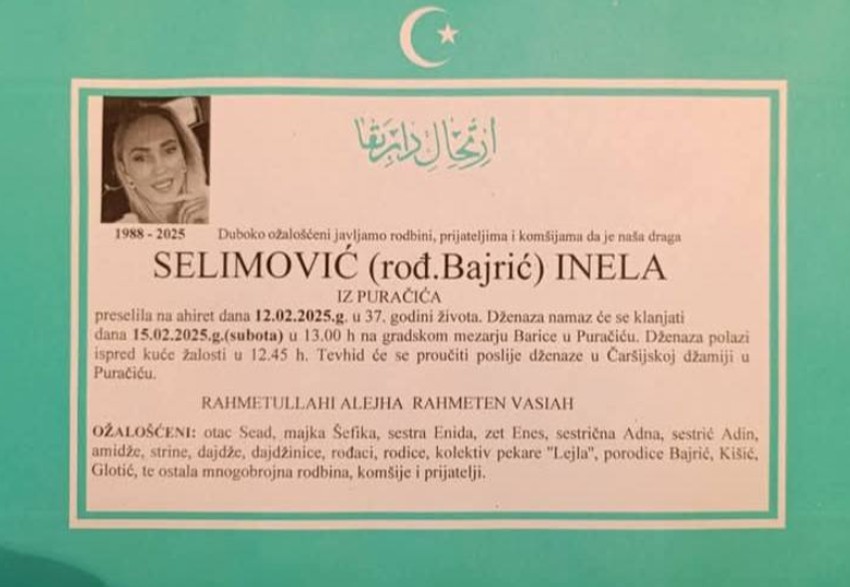 ارتحال دار بقا
1988 - 2025
Duboko ožalošćeni javljamo rodbini, prijateljima i komšijama da je naša draga
SELIMOVIĆ (rođ.Bajrić) INELA
IZ PURAČIĆA
preselila na ahiret dana 12.02.2025.g. u 37. godini života. Dženaza namaz će se klanjati
dana 15.02.2025.g.(subota) u 13.00 h na gradskom mezarju Barice u Puračiću. Dženaza polazi
ispred kuće žalosti u 12.45 h. Tevhid će se proučiti poslije dženaze u Čaršijskoj džamiji u
Puračiću.
RAHMETULLAHI ALEJHA RAHMETEN VASIAH
OŽALOŠĆENI: otac Sead, majka Šefika, sestra Enida, zet Enes, sestrična Adna, sestrić Adin,
amidže, strine, dajdže, dajdžinice, rođaci, rodice, kolektiv pekare "Lejla", porodice Bajrić, Kišić,
Glotić, te ostala mnogobrojna rodbina, komšije i prijatelji.